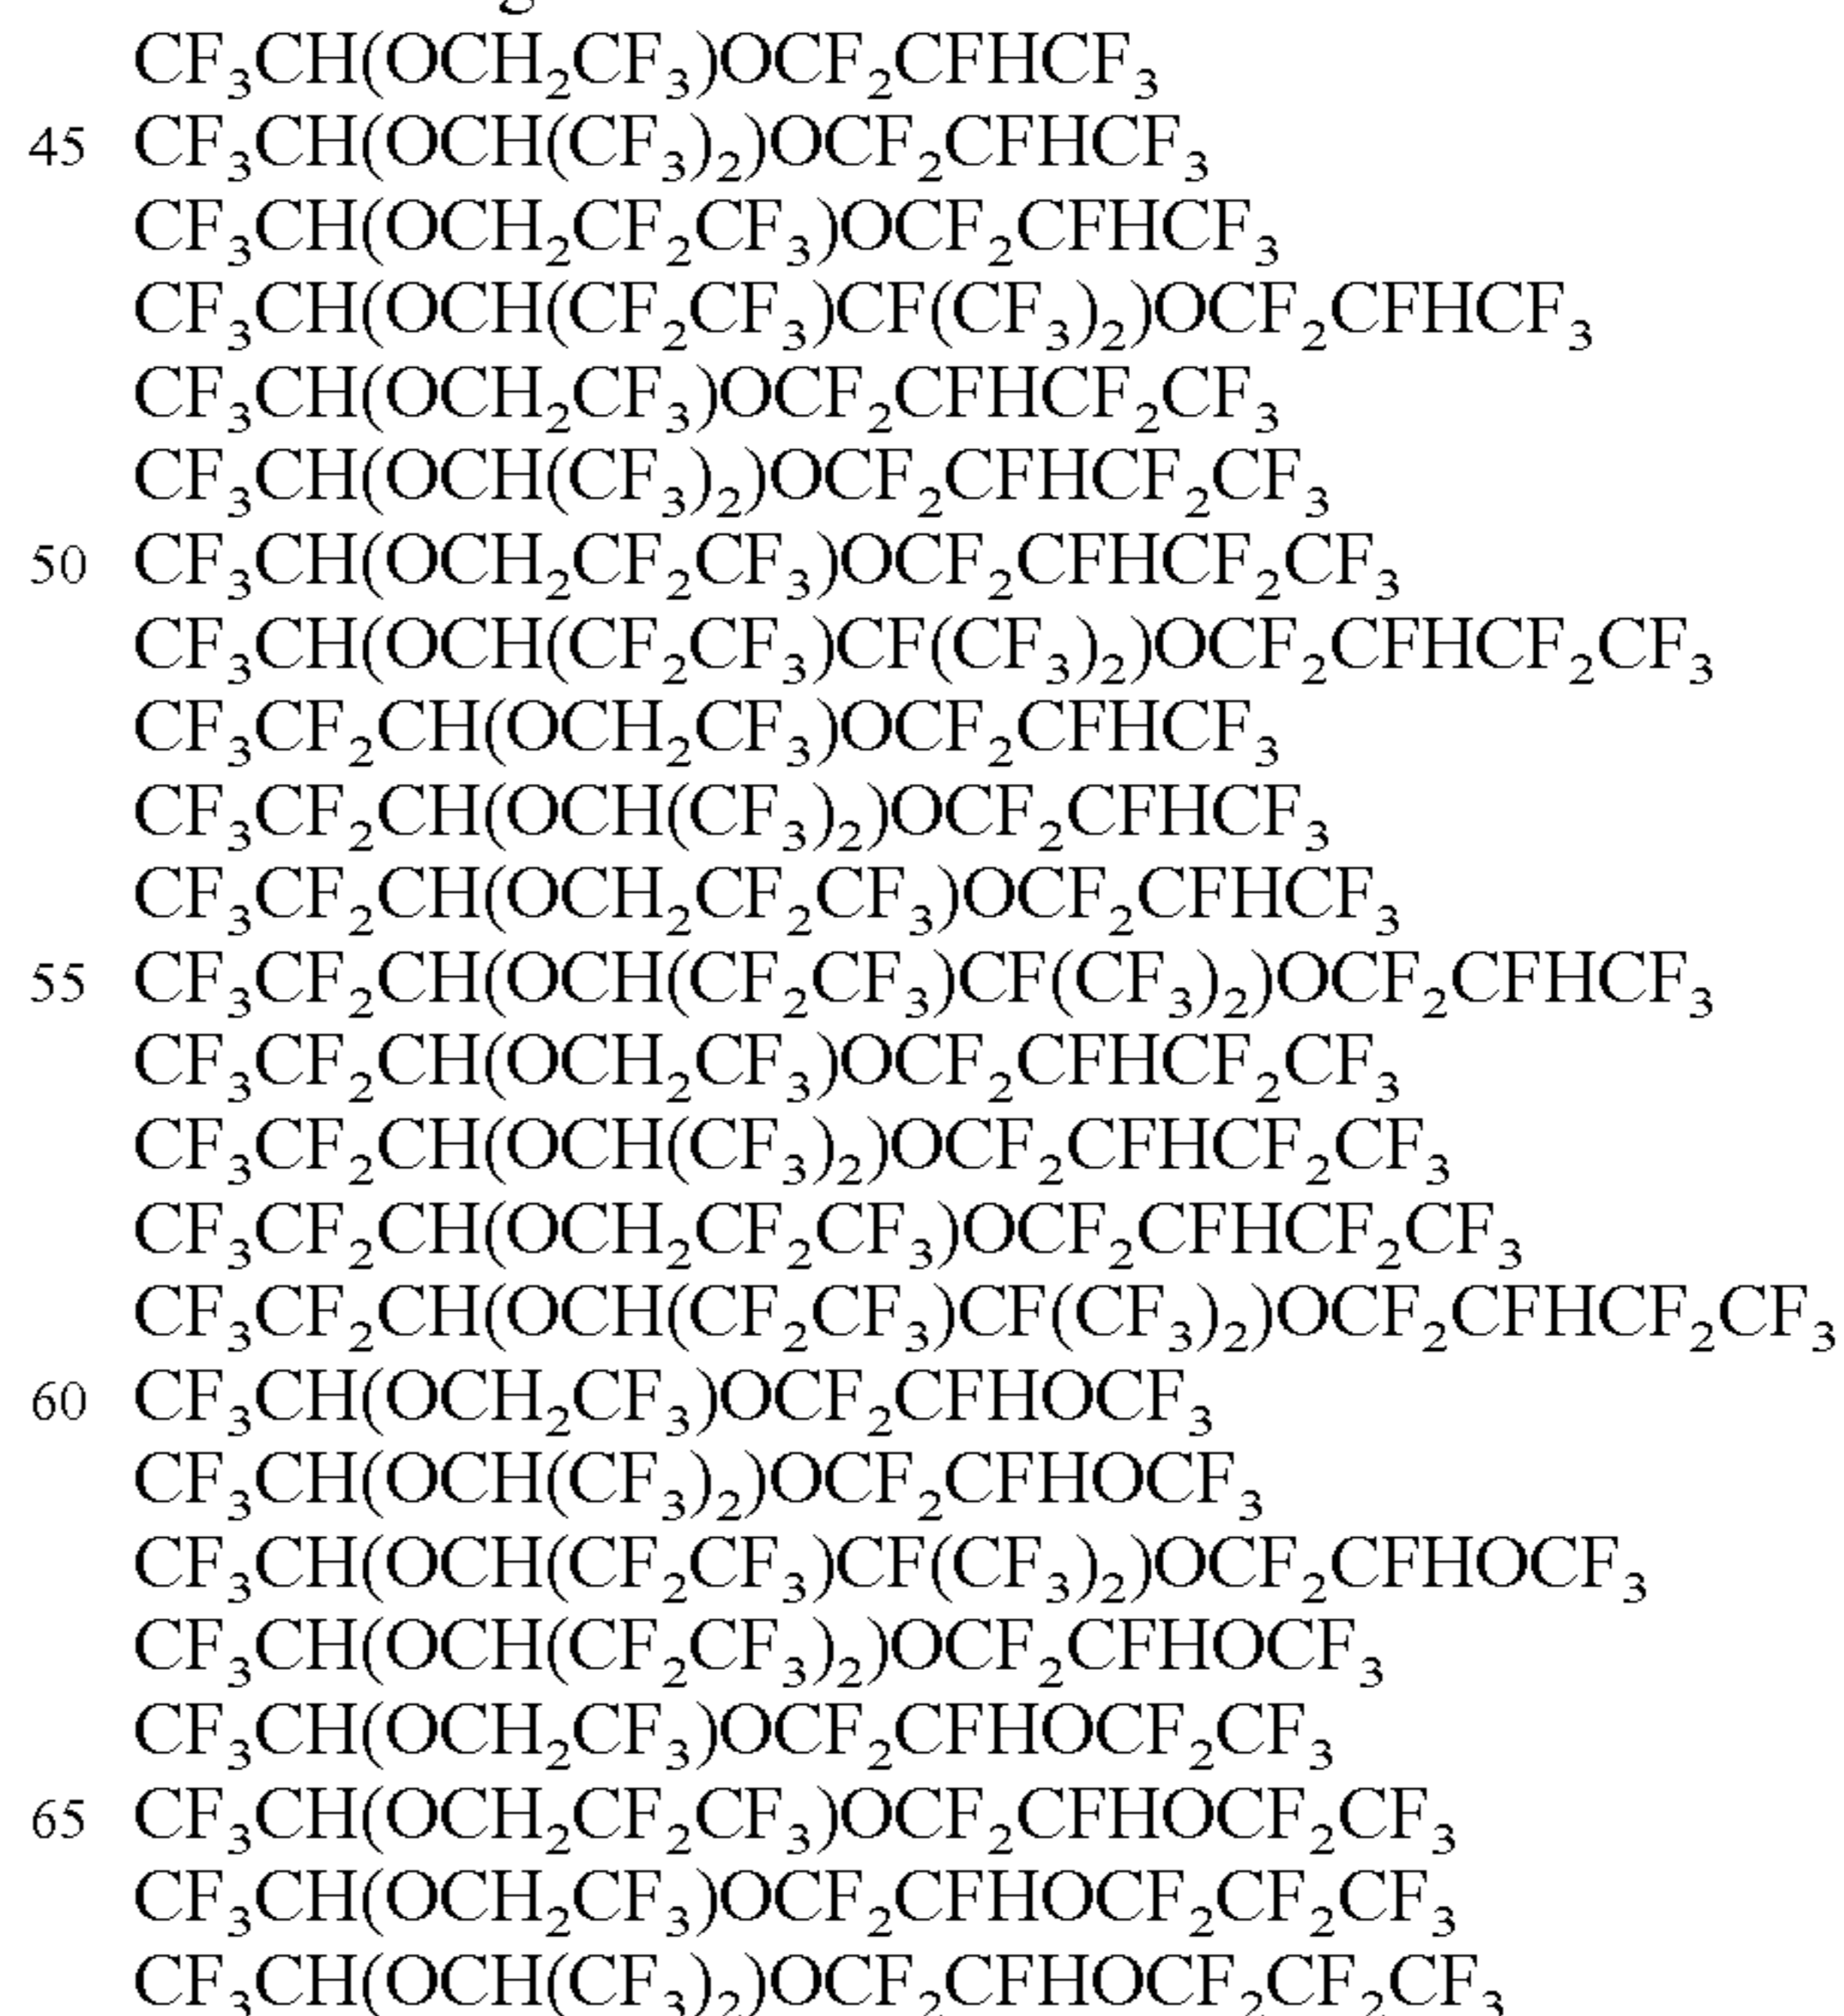 CF₃CH(OCH₂CF₃)OCF₂CFHCF₃
45 CF₃CH(OCH(CF₃)₂)OCF₂CFHCF₃
CF₃CH(OCH₂CF₂CF₃)OCF₂CFHCF₃
CF₃CH(OCH(CF₂CF₃)CF(CF₃)₂)OCF₂CFHCF₃
CF₃CH(OCH₂CF₃)OCF₂CFHCF₂CF₃
CF₃CH(OCH(CF₃)₂)OCF₂CFHCF₂CF₃
50 CF₃CH(OCH₂CF₂CF₃)OCF₂CFHCF₂CF₃
CF₃CH(OCH(CF₂CF₃)CF(CF₃)₂)OCF₂CFHCF₂CF₃
CF₃CF₂CH(OCH₂CF₃)OCF₂CFHCF₃
CF₃CF₂CH(OCH(CF₃)₂)OCF₂CFHCF₃
CF₃CF₂CH(OCH₂CF₂CF₃)OCF₂CFHCF₃
55 CF₃CF₂CH(OCH(CF₂CF₃)CF(CF₃)₂)OCF₂CFHCF₃
CF₃CF₂CH(OCH₂CF₃)OCF₂CFHCF₂CF₃
CF₃CF₂CH(OCH(CF₃)₂)OCF₂CFHCF₂CF₃
CF₃CF₂CH(OCH₂CF₂CF₃)OCF₂CFHCF₂CF₃
CF₃CF₂CH(OCH(CF₂CF₃)CF(CF₃)₂)OCF₂CFHCF₂CF₃
60 CF₃CH(OCH₂CF₃)OCF₂CFHOCF₃
CF₃CH(OCH(CF₃)₂)OCF₂CFHOCF₃
CF₃CH(OCH(CF₂CF₃)CF(CF₃)₂)OCF₂CFHOCF₃
CF₃CH(OCH(CF₂CF₃)₂)OCF₂CFHOCF₃
CF₃CH(OCH₂CF₃)OCF₂CFHOCF₂CF₃
65 CF₃CH(OCH₂CF₂CF₃)OCF₂CFHOCF₂CF₃
CF₃CH(OCH₂CF₃)OCF₂CFHOCF₂CF₂CF₃
CF₃CH(OCH(CF₃)₂)OCF₂CFHOCF₂CF₂CF₃